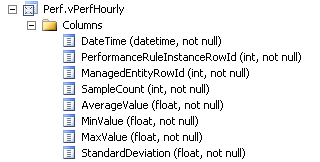 Perf.vPerfHourly
Columns
DateTime (datetime, not null)
PerformanceRuleInstanceRowId (int, not null)
ManagedEntityRowId (int, not null)
SampleCount (int, not null)
AverageValue (float, not null)
MinValue (float, not null)
MaxValue (float, not null)
StandardDeviation (float, not null)